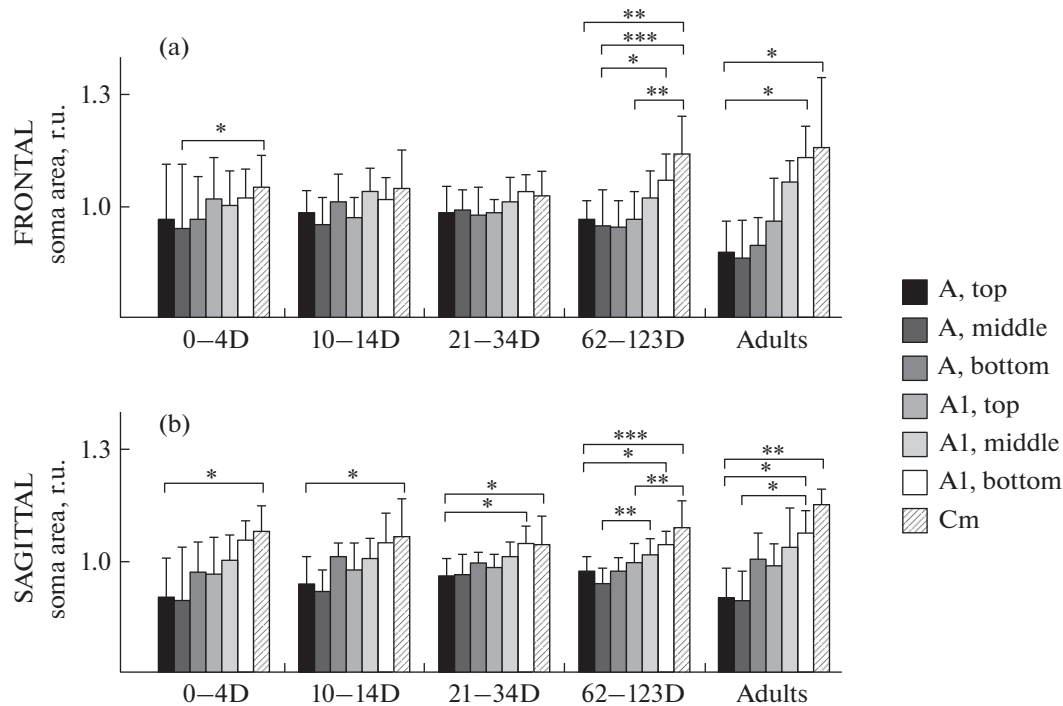 (a)
FRONTAL
soma area, r.u.
1.3
1.0
*
**
***
*
**
*
*
0–4D 10–14D 21–34D 62–123D Adults
A, top
A, middle
A, bottom
A1, top
A1, middle
A1, bottom
Cm
(b)
SAGITTAL
soma area, r.u.
1.3
1.0
*
*
*
*
***
*
**
**
**
*
*
0–4D 10–14D 21–34D 62–123D Adults